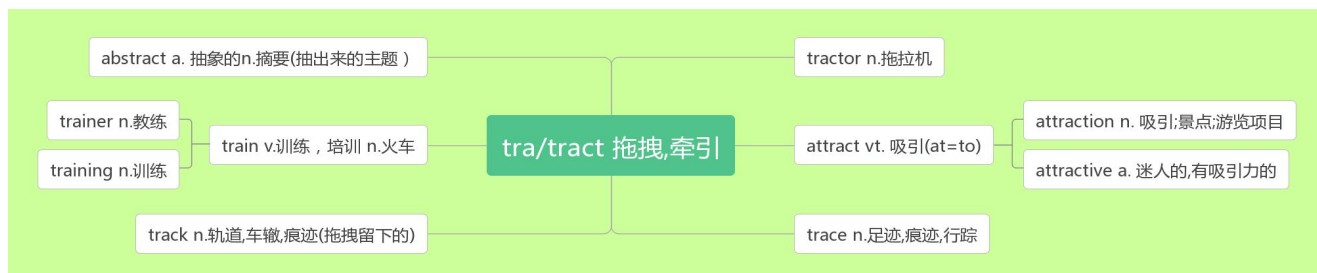 abstract a. 抽象的n.摘要(抽出来的主题）
tractor n.拖拉机
trainer n.教练
training n.训练
train v.训练，培训 n.火车
tra/tract 拖拽,牵引
attract vt. 吸引(at=to)
attraction n. 吸引;景点;游览项目
attractive a. 迷人的,有吸引力的
track n.轨道,车辙,痕迹(拖拽留下的)
trace n.足迹,痕迹,行踪